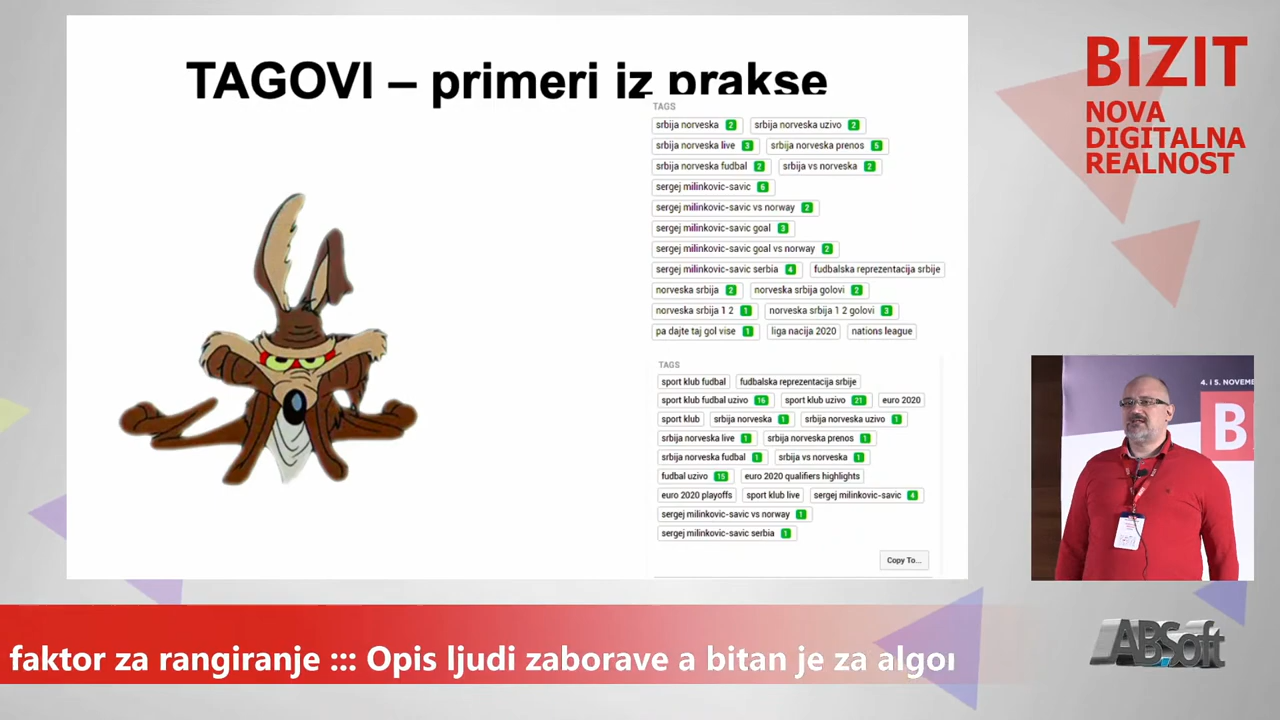 TAGOVI – primeri iz prakse
TAGS
srbija norveska 2 srbija norveska uzivo 2
srbija norveska live 3 srbija norveska prenos 5
srbija norveska fudbal 2 srbija vs norveska 2
sergej milinkovic-savic 6
sergej milinkovic-savic vs norway 2
sergej milinkovic-savic goal 3
sergej milinkovic-savic goal vs norway 2
sergej milinkovic-savic serbia 4 fudbalska reprezentacija srbije
norveska srbija 2 norveska srbija golovi 2
norveska srbija 1 2 1 norveska srbija 1 2 golovi 3
pa dajte taj gol vise 1 liga nacija 2020 nations league
TAGS
sport klub fudbal fudbalska reprezentacija srbije
sport klub fudbal uzivo 16 sport klub uzivo 21 euro 2020
sport klub srbija norveska 1 srbija norveska uzivo 1
srbija norveska live 1 srbija norveska prenos 1
srbija norveska fudbal 1 srbija vs norveska 1
fudbal uzivo 15 euro 2020 qualifiers highlights
euro 2020 playoffs sport klub live sergej milinkovic-savic 4
sergej milinkovic-savic vs norway 1
sergej milinkovic-savic serbia 1
Copy To...
BIZIT
NOVA
DIGITALNA
REALNOST
4. i 5. NOVEME
B
faktor za rangiranje ::: Opis ljudi zaborave a bitan je za algor
ABSoft